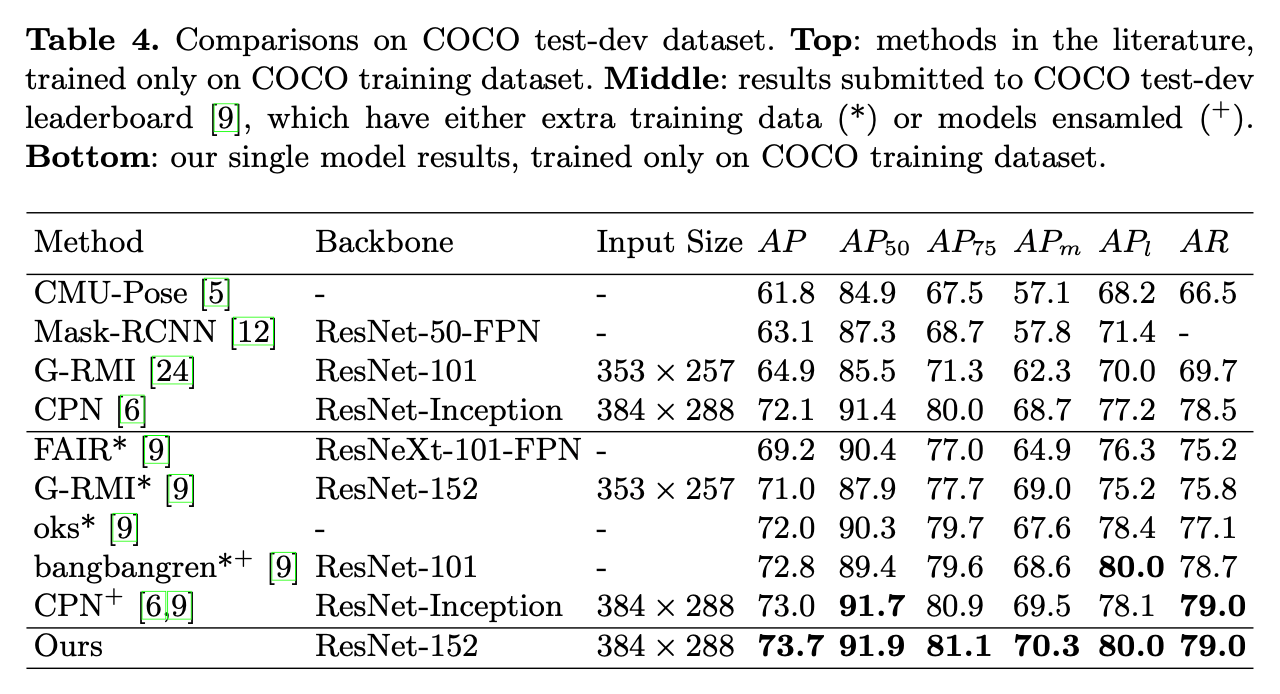 Table 4. Comparisons on COCO test-dev dataset. Top: methods in the literature,
trained only on COCO training dataset. Middle: results submitted to COCO test-dev
leaderboard [9], which have either extra training data (*) or models ensamled (⁺).
Bottom: our single model results, trained only on COCO training dataset.
Method Backbone Input Size AP AP₅₀ AP₇₅ APₘ APₗ AR
CMU-Pose [5] - - 61.8 84.9 67.5 57.1 68.2 66.5
Mask-RCNN [12] ResNet-50-FPN - 63.1 87.3 68.7 57.8 71.4 -
G-RMI [24] ResNet-101 353 × 257 64.9 85.5 71.3 62.3 70.0 69.7
CPN [6] ResNet-Inception 384 × 288 72.1 91.4 80.0 68.7 77.2 78.5
FAIR* [9] ResNeXt-101-FPN - 69.2 90.4 77.0 64.9 76.3 75.2
G-RMI* [9] ResNet-152 353 × 257 71.0 87.9 77.7 69.0 75.2 75.8
oks* [9] - - 72.0 90.3 79.7 67.6 78.4 77.1
bangbangren*⁺ [9] ResNet-101 - 72.8 89.4 79.6 68.6 80.0 78.7
CPN⁺ [6,9] ResNet-Inception 384 × 288 73.0 91.7 80.9 69.5 78.1 79.0
Ours ResNet-152 384 × 288 73.7 91.9 81.1 70.3 80.0 79.0